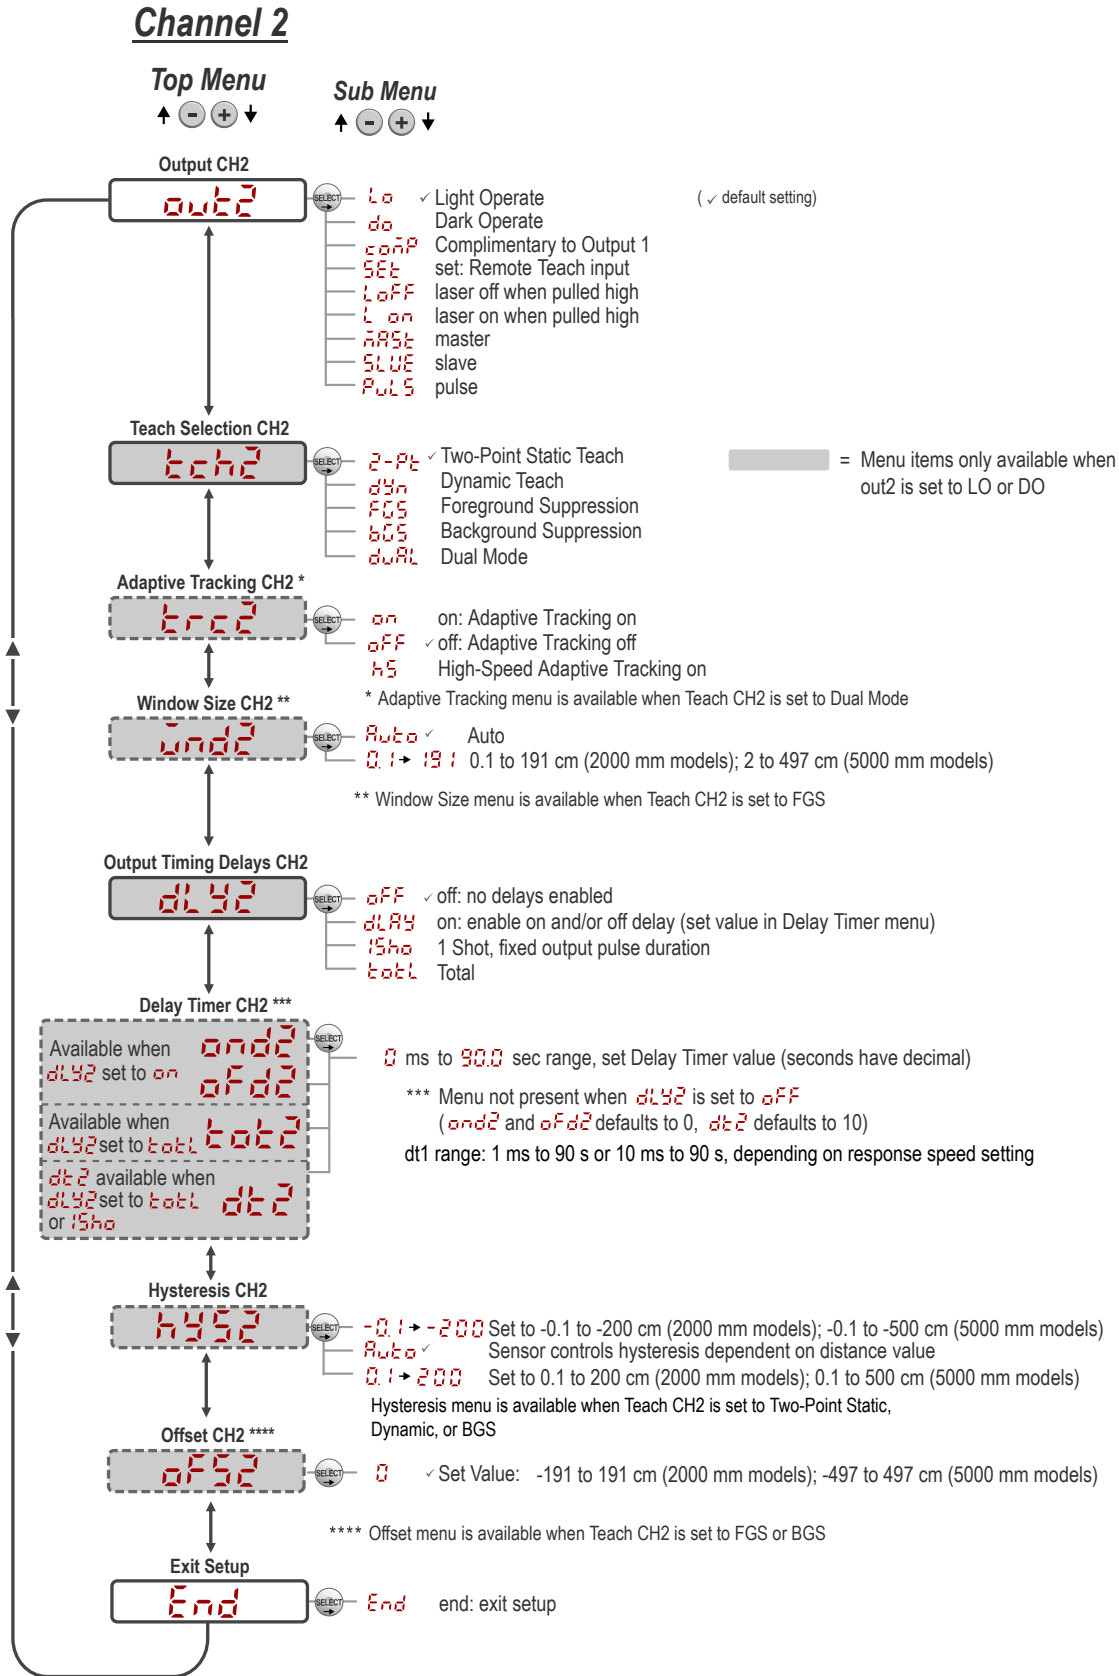 Channel 2
Top Menu
Sub Menu
- +
- +
Output CH2
out2
SELECT
Lo ✓ Light Operate
( ✓ default setting)
do Dark Operate
comP Complimentary to Output 1
SEt set: Remote Teach input
LoFF laser off when pulled high
L on laser on when pulled high
mASt master
SLUE slave
PuLS pulse
Teach Selection CH2
tch2
SELECT
2-Pt ✓ Two-Point Static Teach
dYn Dynamic Teach
FGS Foreground Suppression
bGS Background Suppression
duAL Dual Mode
= Menu items only available when
out2 is set to LO or DO
Adaptive Tracking CH2 *
trc2
SELECT
on on: Adaptive Tracking on
oFF ✓ off: Adaptive Tracking off
hS High-Speed Adaptive Tracking on
* Adaptive Tracking menu is available when Teach CH2 is set to Dual Mode
Window Size CH2 **
wnd2
SELECT
Auto ✓ Auto
0.1 → 191 0.1 to 191 cm (2000 mm models); 2 to 497 cm (5000 mm models)
** Window Size menu is available when Teach CH2 is set to FGS
Output Timing Delays CH2
dLY2
SELECT
oFF ✓ off: no delays enabled
dLAY on: enable on and/or off delay (set value in Delay Timer menu)
1Sho 1 Shot, fixed output pulse duration
totL Total
Delay Timer CH2 ***
Available when
dLY2 set to on
ond2
oFd2
SELECT
Available when
dLY2 set to totL
tot2
dt2 available when
dLY2 set to totL
or 1Sho
dt2
0 ms to 90.0 sec range, set Delay Timer value (seconds have decimal)
*** Menu not present when dLY2 is set to oFF
(ond2 and oFd2 defaults to 0, dt2 defaults to 10)
dt1 range: 1 ms to 90 s or 10 ms to 90 s, depending on response speed setting
Hysteresis CH2
hYS2
SELECT
-0.1 → -200 Set to -0.1 to -200 cm (2000 mm models); -0.1 to -500 cm (5000 mm models)
Auto ✓ Sensor controls hysteresis dependent on distance value
0.1 → 200 Set to 0.1 to 200 cm (2000 mm models); 0.1 to 500 cm (5000 mm models)
Hysteresis menu is available when Teach CH2 is set to Two-Point Static,
Dynamic, or BGS
Offset CH2 ****
oFS2
SELECT
0 ✓ Set Value: -191 to 191 cm (2000 mm models); -497 to 497 cm (5000 mm models)
**** Offset menu is available when Teach CH2 is set to FGS or BGS
Exit Setup
End
SELECT
End end: exit setup